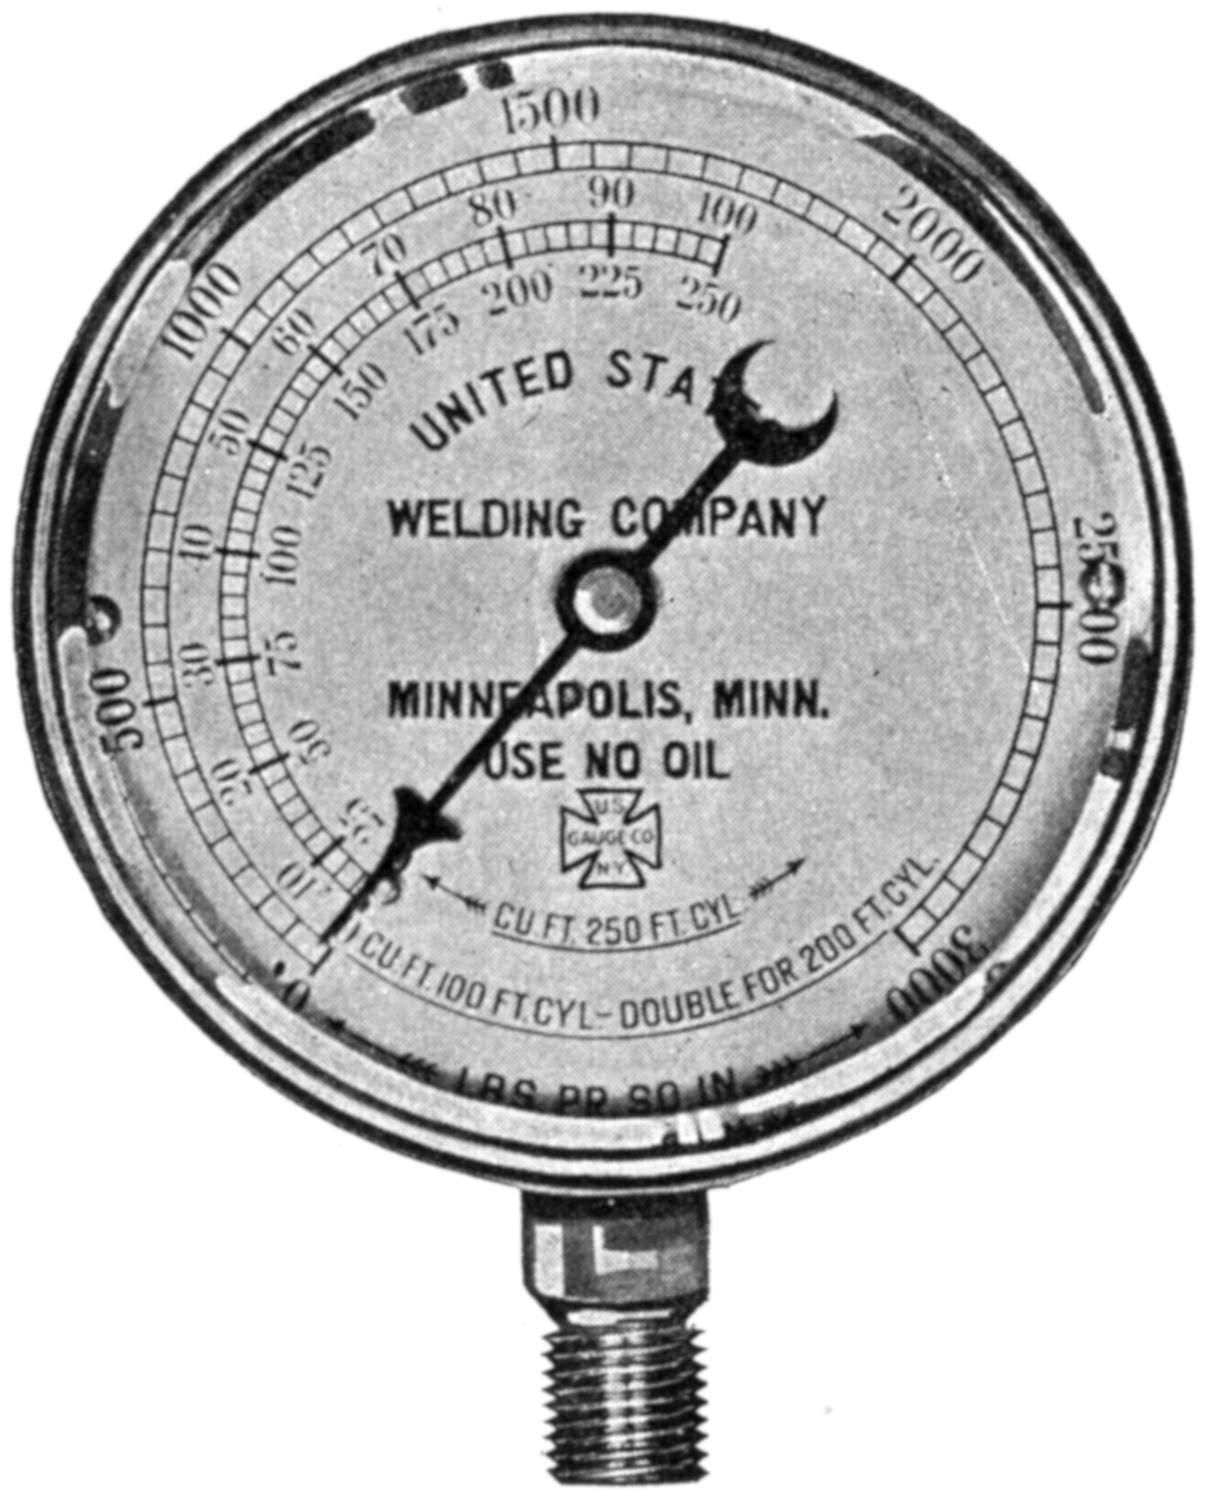 0
500
1000
1500
2000
2500
3000
10
20
30
40
50
60
70
80
90
100
25
50
75
100
125
150
175
200
225
250
UNITED STA
WELDING COMPANY
MINNEAPOLIS, MINN.
USE NO OIL
U.S.
GAUGE CO
N.Y.
CU. FT. 250 FT. CYL.
CU. FT. 100 FT. CYL - DOUBLE FOR 200 FT. CYL.
LBS PR SQ IN.